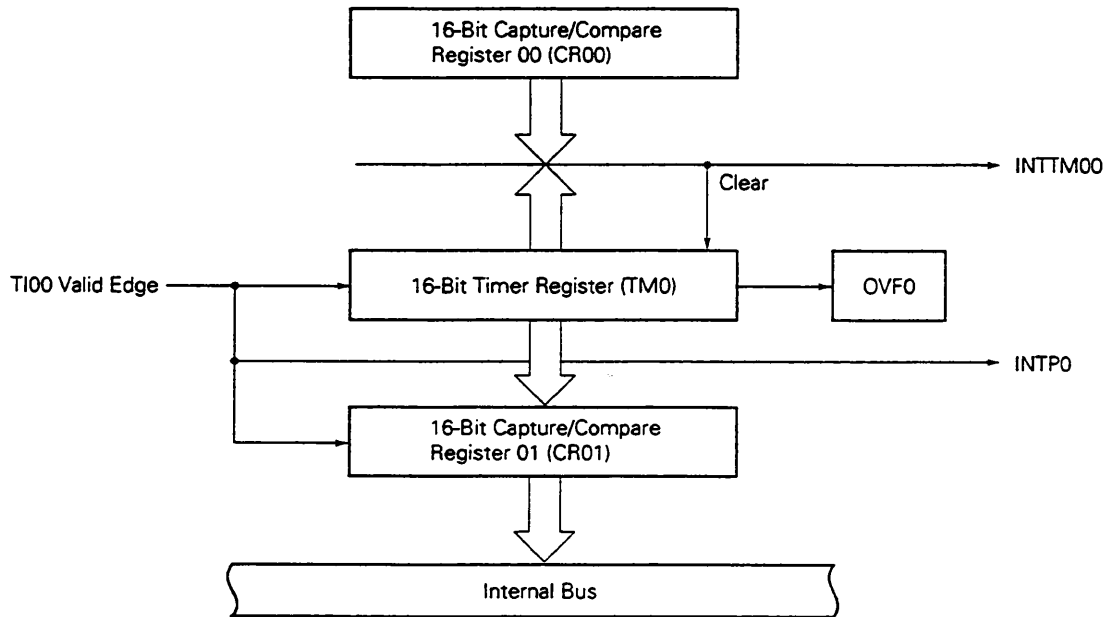 16-Bit Capture/Compare
Register 00 (CR00)
INTTM00
Clear
TI00 Valid Edge
16-Bit Timer Register (TM0)
OVF0
INTP0
16-Bit Capture/Compare
Register 01 (CR01)
Internal Bus